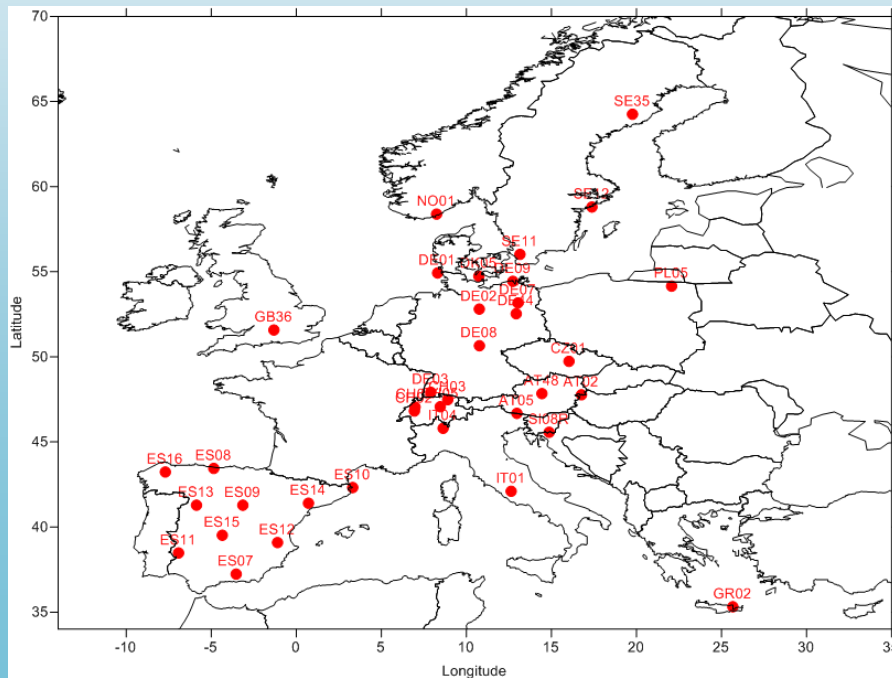 70
65
60
55
50
45
40
35
Latitude
SE35
SE12
NO01
SE11
DE01
DE09
PL05
DE07
DE02
GB36
DE08
CZ01
DE03
AT48
AT02
AT05
IT04
SI08R
ES08
ES16
ES10
ES13
ES09
ES14
IT01
ES15
ES12
ES11
ES07
GR02
-10 -5 0 5 10 15 20 25 30 35
Longitude